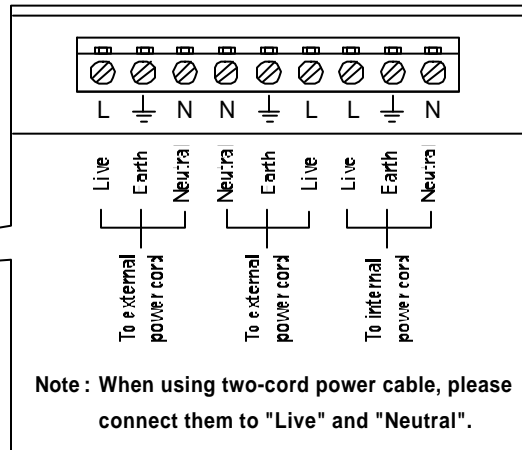 L N N L L N
Live Earth Neutral Neutral Earth Live Live Earth Neutral
To external power cord
To external power cord
To internal power cord
Note : When using two-cord power cable, please
connect them to "Live" and "Neutral".